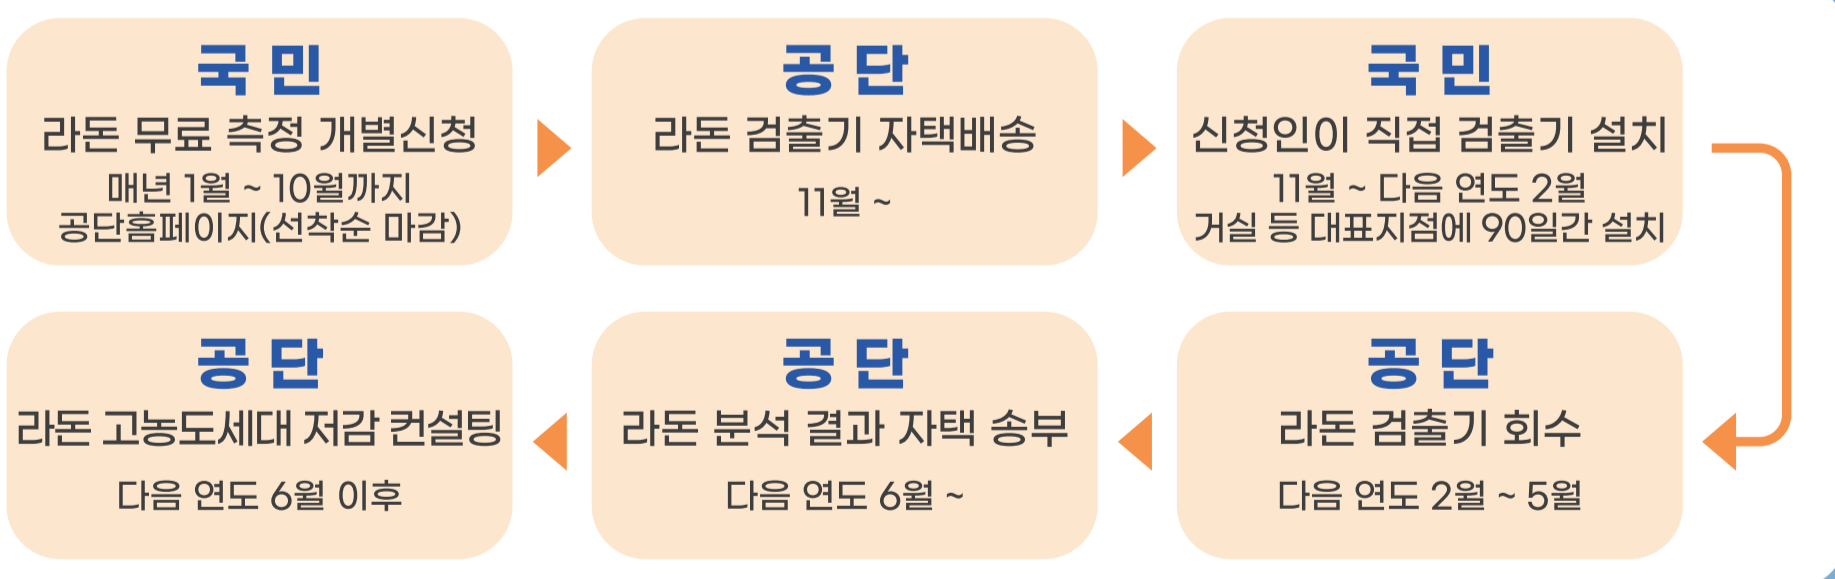 국 민
라돈 무료 측정 개별신청
매년 1월 ~ 10월까지
공단홈페이지(선착순 마감)
공 단
라돈 검출기 자택배송
11월 ~
국 민
신청인이 직접 검출기 설치
11월 ~ 다음 연도 2월
거실 등 대표지점에 90일간 설치
공 단
라돈 검출기 회수
다음 연도 2월 ~ 5월
공 단
라돈 분석 결과 자택 송부
다음 연도 6월 ~
공 단
라돈 고농도세대 저감 컨설팅
다음 연도 6월 이후